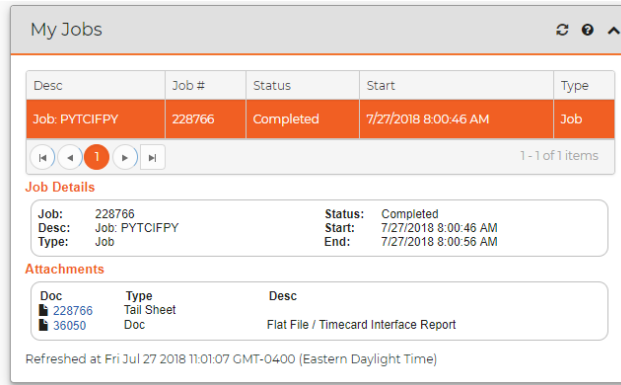 My Jobs
Desc Job # Status Start Type
Job: PYTCIFPY 228766 Completed 7/27/2018 8:00:46 AM Job
1 1 - 1 of 1 items
Job Details
Job: 228766 Status: Completed
Desc: Job: PYTCIFPY Start: 7/27/2018 8:00:46 AM
Type: Job End: 7/27/2018 8:00:56 AM
Attachments
Doc Type Desc
228766 Tail Sheet
36050 Doc Flat File / Timecard Interface Report
Refreshed at Fri Jul 27 2018 11:01:07 GMT-0400 (Eastern Daylight Time)